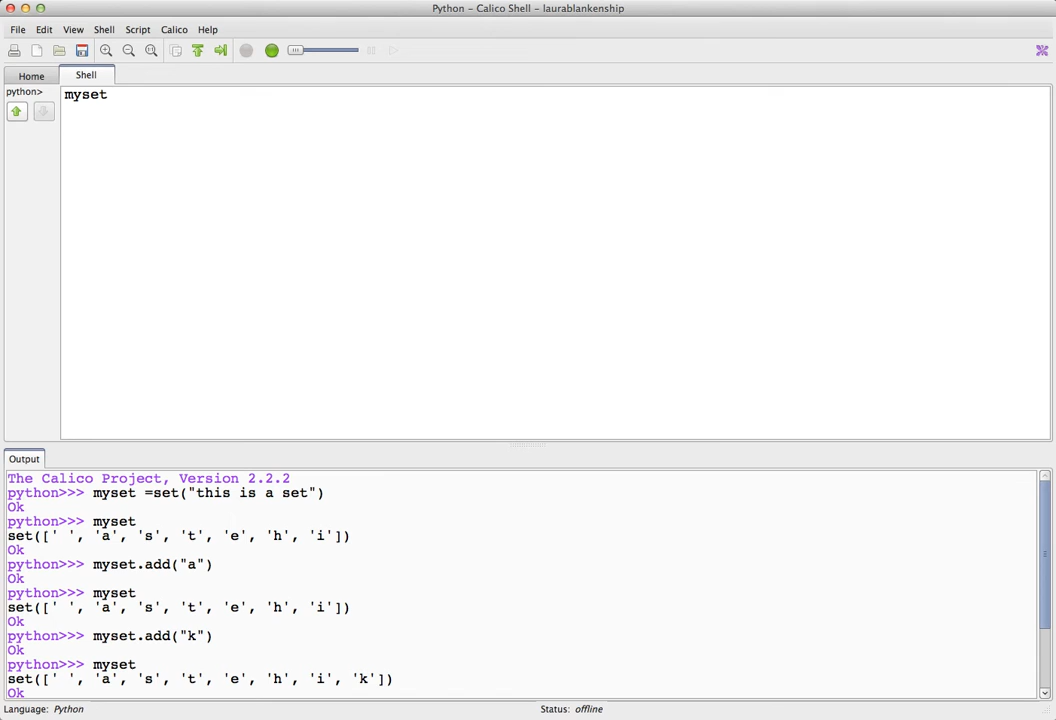 Python - Calico Shell - laurablankenship
File Edit View Shell Script Calico Help
Home Shell
python>
myset
Output
The Calico Project, Version 2.2.2
python>>> myset =set("this is a set")
Ok
python>>> myset
set([' ', 'a', 's', 't', 'e', 'h', 'i'])
Ok
python>>> myset.add("a")
Ok
python>>> myset
set([' ', 'a', 's', 't', 'e', 'h', 'i'])
Ok
python>>> myset.add("k")
Ok
python>>> myset
set([' ', 'a', 's', 't', 'e', 'h', 'i', 'k'])
Ok
Language: Python Status: offline